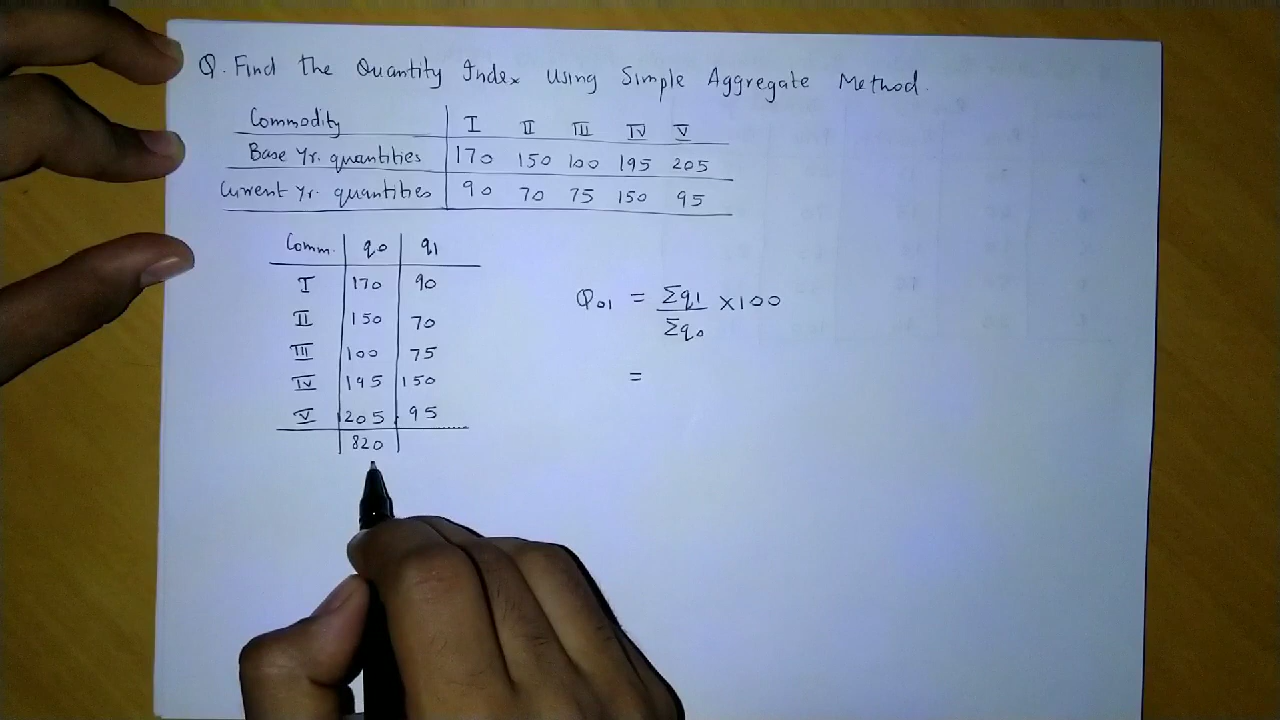 Q. Find the Quantity Index using Simple Aggregate Method.
Commodity I II III IV V
Base Yr. quantities 170 150 100 195 205
Current Yr. quantities 90 70 75 150 95
Comm. q0 q1
I 170 90
II 150 70
III 100 75
IV 195 150
V 205 95
820
Q01 = Σq1 / Σq0 ×100
=